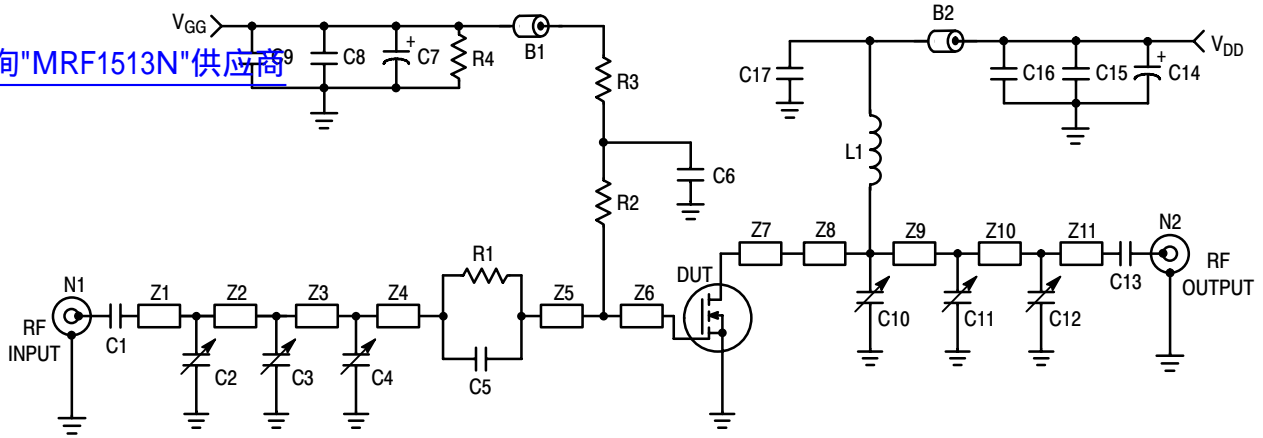 V_GG
B1
询"MRF1513N"供应商
C9
C8
+
C7
R4
R3
C6
R2
B2
V_DD
C17
C16
C15
+
C14
L1
N1
RF
INPUT
C1
Z1
C2
Z2
C3
Z3
C4
Z4
R1
C5
Z5
Z6
DUT
Z7
Z8
C10
Z9
C11
Z10
C12
Z11
C13
N2
RF
OUTPUT